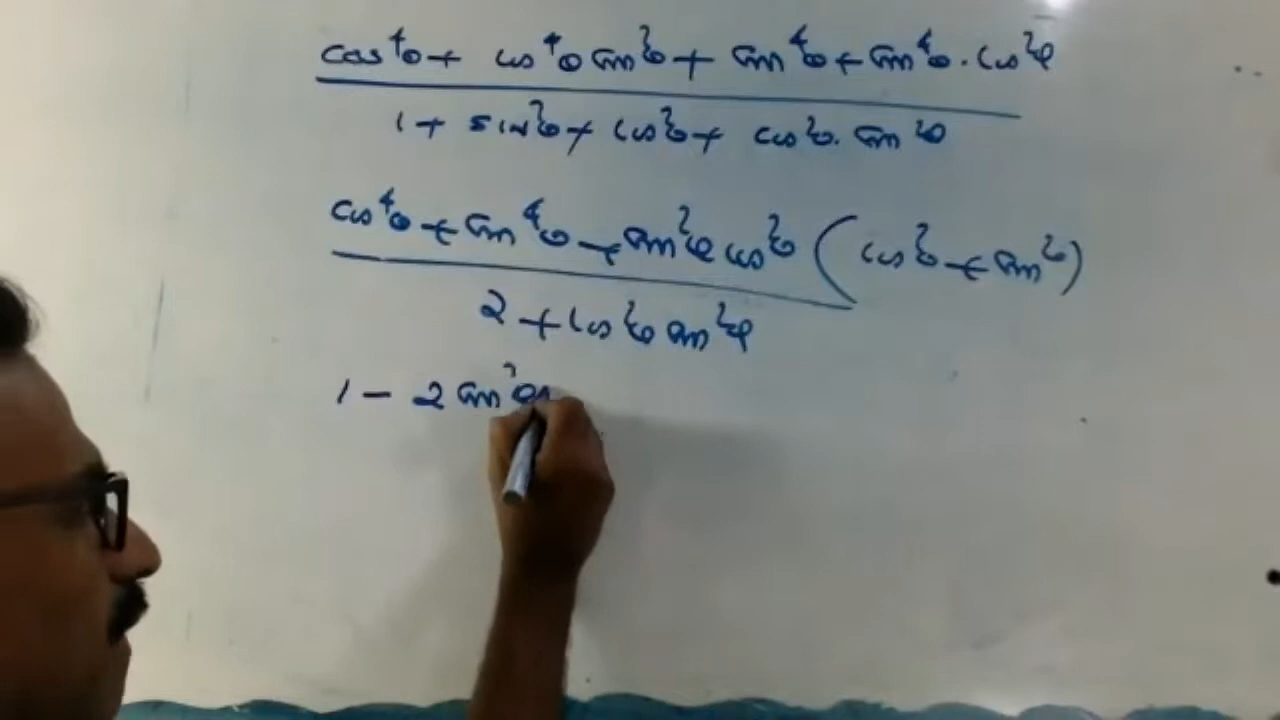 cos⁴θ + cos⁴θ sin²θ + sin⁴θ + sin⁴θ . cos²θ
1 + sin²θ + cos²θ + cos²θ . sin²θ
cos⁴θ + sin⁴θ + sin²θ cos²θ ( cos²θ + sin²θ )
2 + cos²θ sin²θ
1 - 2 sin²θ